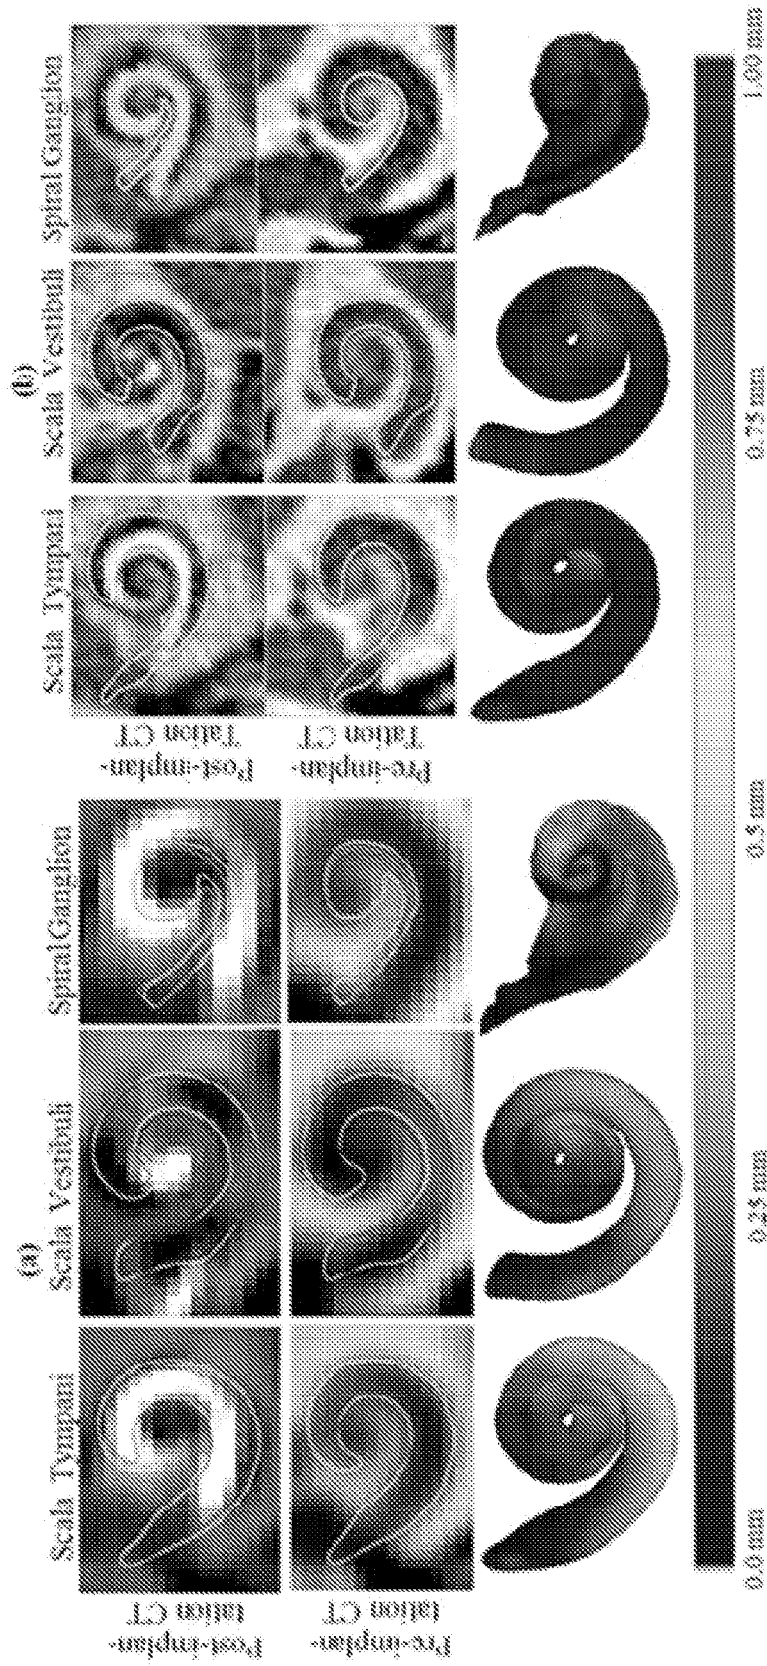 (a)
Scala Tympani
Scala Vestibuli
Spiral Ganglion
Post-implan-
tation CT
Pre-implan-
tation CT
(b)
Scala Tympani
Scala Vestibuli
Spiral Ganglion
Post-implan-
Tation CT
Pre-implan-
Tation CT
0.0 mm
0.25 mm
0.5 mm
0.75 mm
1.00 mm